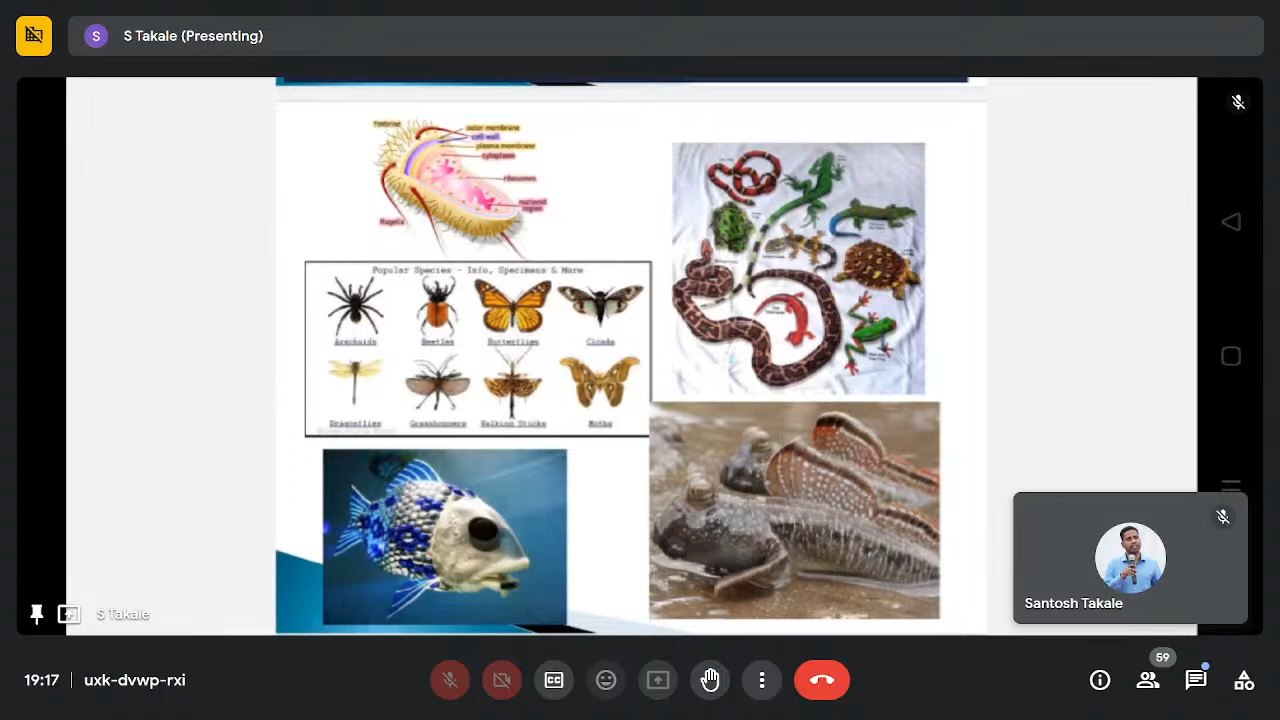 S
S Takale (Presenting)
fimbriae
outer membrane
cell wall
plasma membrane
cytoplasm
ribosomes
nucleoid
region
flagella
Popular Species - Info, Specimens & More
Arachnids
Beetles
Butterflies
Cicada
Dragonflies
Grasshoppers
Walking Sticks
Moths
S Takale
Santosh Takale
19:17
uxk-dvwp-rxi
59